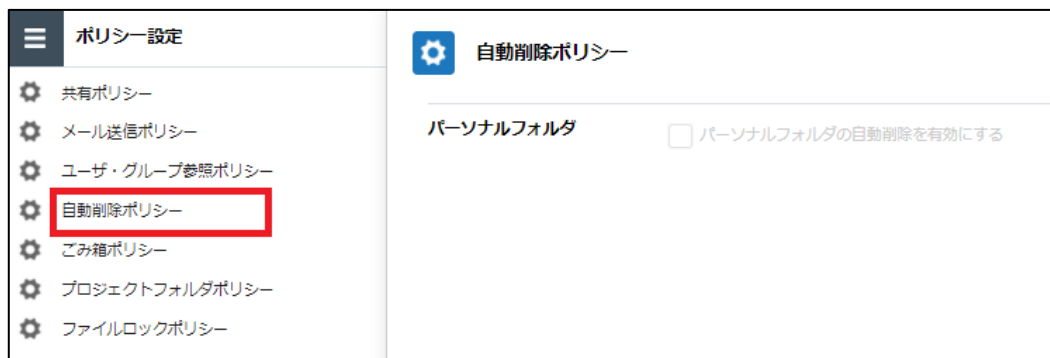 ポリシー設定
共有ポリシー
メール送信ポリシー
ユーザ・グループ参照ポリシー
自動削除ポリシー
ごみ箱ポリシー
プロジェクトフォルダポリシー
ファイルロックポリシー
自動削除ポリシー
パーソナルフォルダ
パーソナルフォルダの自動削除を有効にする